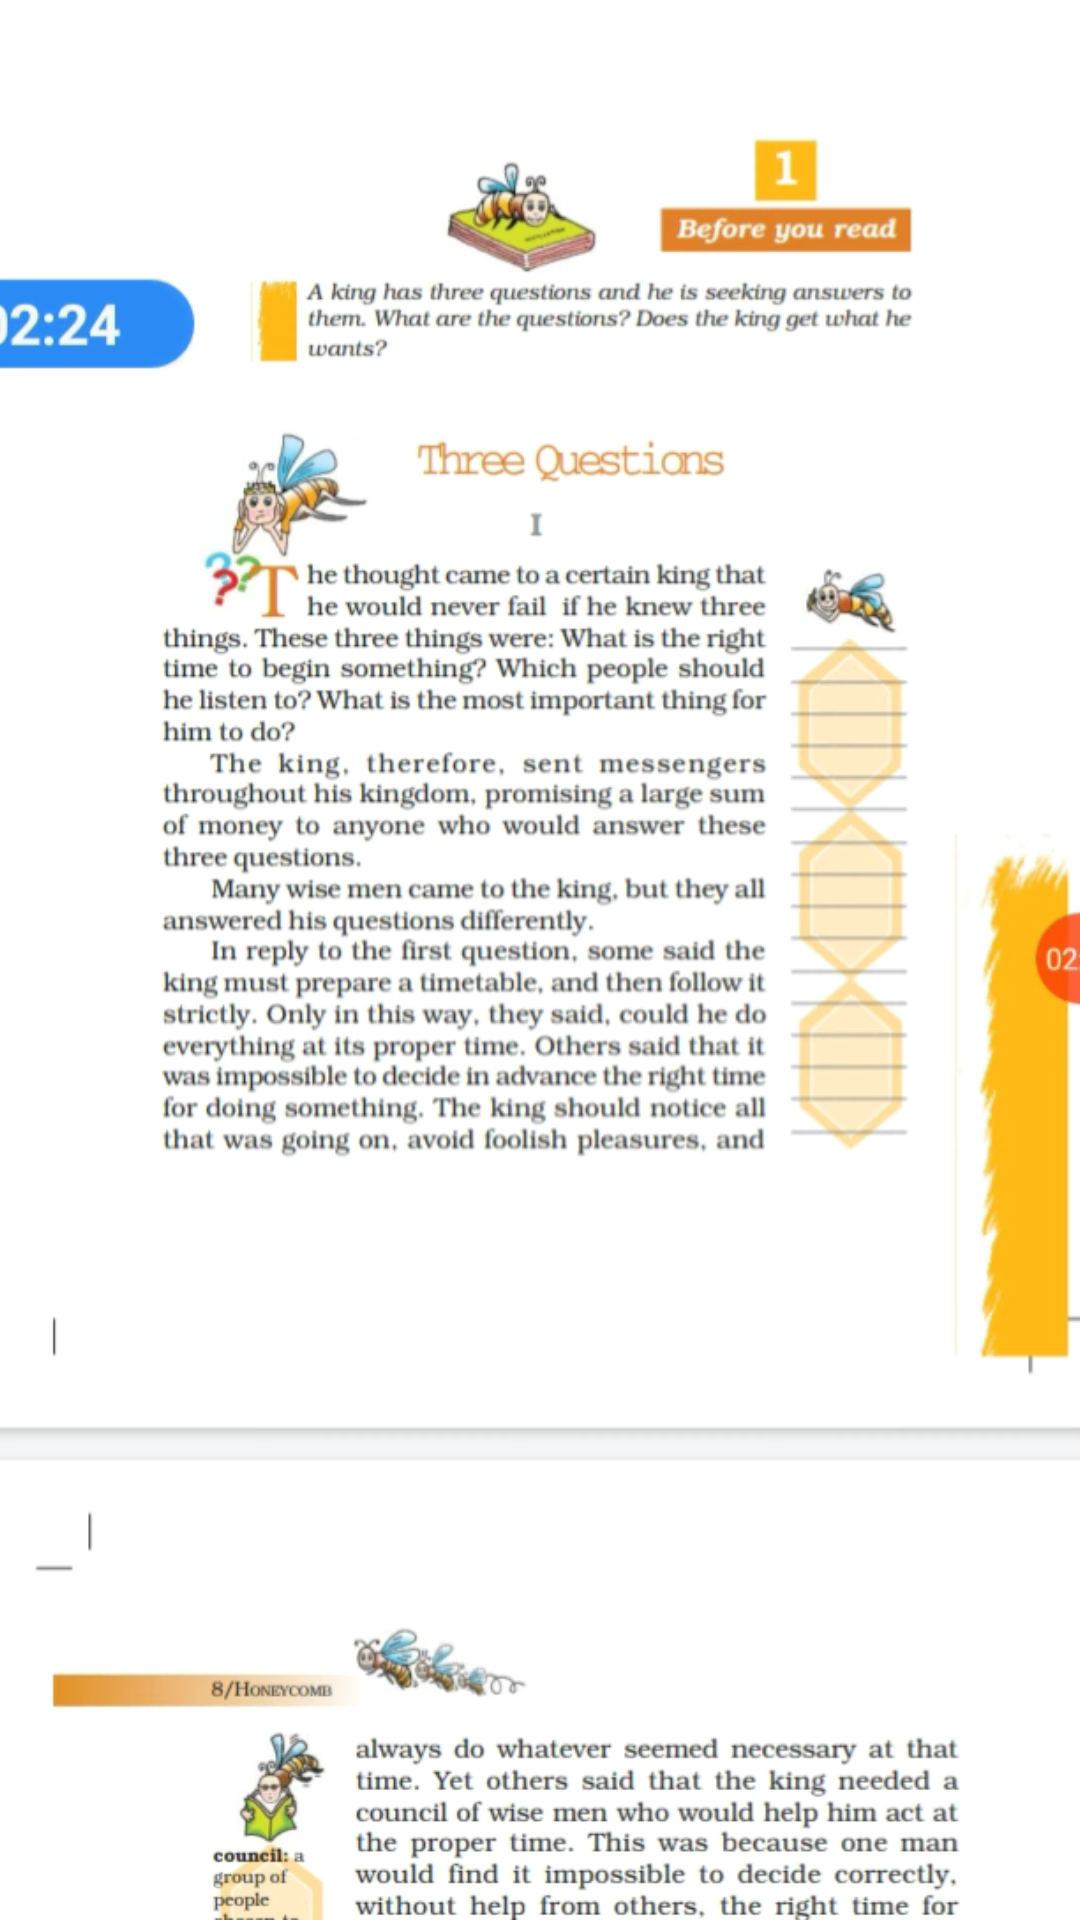 1
Before you read
02:24
A king has three questions and he is seeking answers to
them. What are the questions? Does the king get what he
wants?
Three Questions
I
??The thought came to a certain king that
he would never fail if he knew three
things. These three things were: What is the right
time to begin something? Which people should
he listen to? What is the most important thing for
him to do?
The king, therefore, sent messengers
throughout his kingdom, promising a large sum
of money to anyone who would answer these
three questions.
Many wise men came to the king, but they all
answered his questions differently.
In reply to the first question, some said the
king must prepare a timetable, and then follow it
strictly. Only in this way, they said, could he do
everything at its proper time. Others said that it
was impossible to decide in advance the right time
for doing something. The king should notice all
that was going on, avoid foolish pleasures, and
02
8/HONEYCOMB
always do whatever seemed necessary at that
time. Yet others said that the king needed a
council of wise men who would help him act at
the proper time. This was because one man
would find it impossible to decide correctly,
without help from others, the right time for
council: a
group of
people